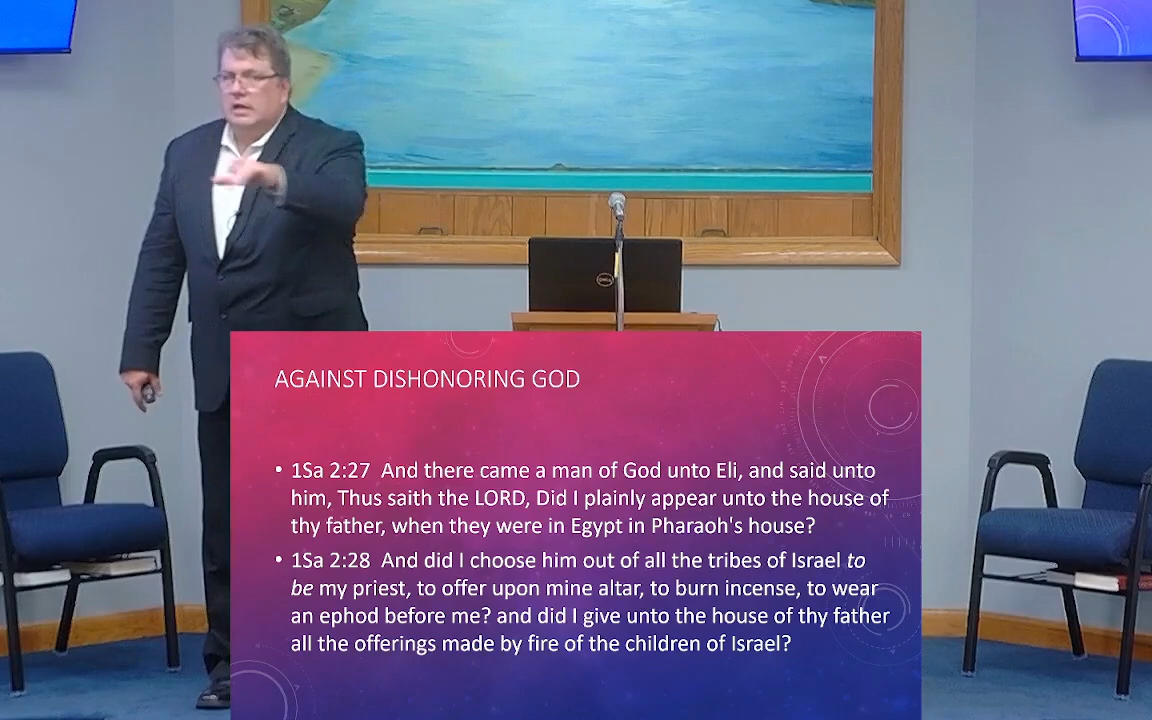 DELL
AGAINST DISHONORING GOD
• 1Sa 2:27 And there came a man of God unto Eli, and said unto
him, Thus saith the LORD, Did I plainly appear unto the house of
thy father, when they were in Egypt in Pharaoh's house?
• 1Sa 2:28 And did I choose him out of all the tribes of Israel to
be my priest, to offer upon mine altar, to burn incense, to wear
an ephod before me? and did I give unto the house of thy father
all the offerings made by fire of the children of Israel?